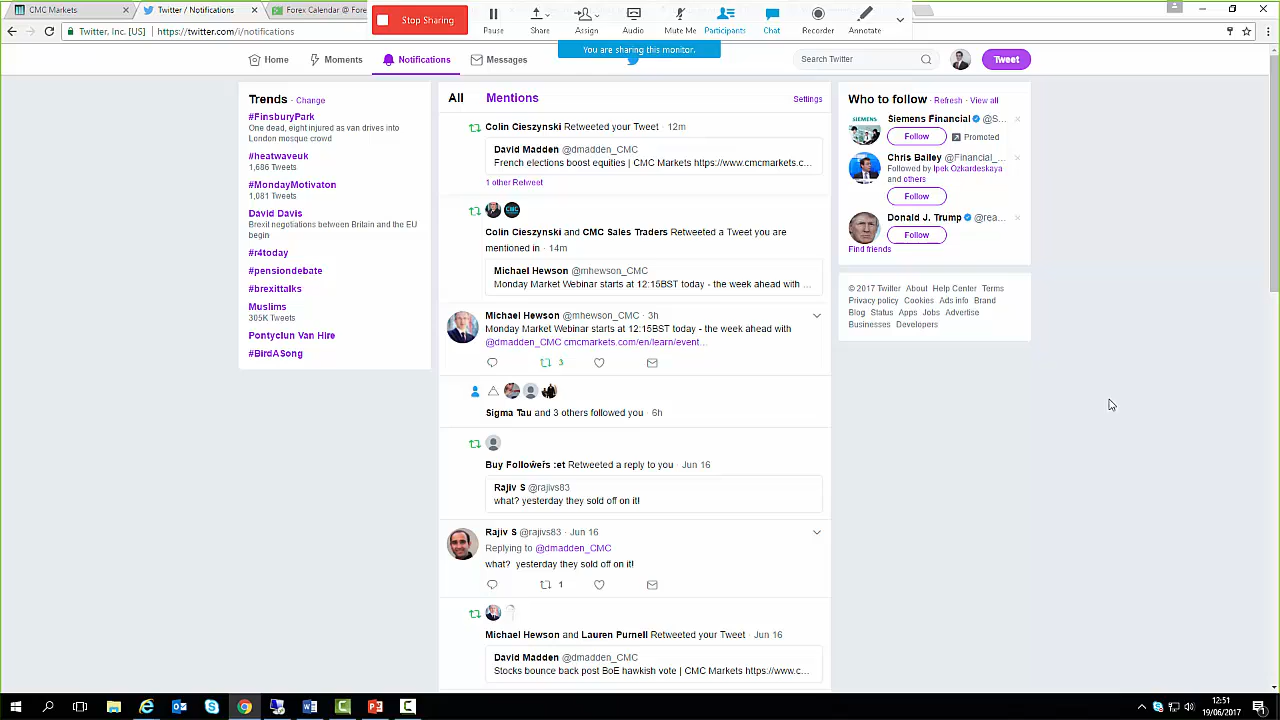 CMC Markets
Twitter / Notifications
Forex Calendar @ Fore
Stop Sharing
Pause
Share
Assign
Audio
Mute Me
Participants
Chat
Recorder
Annotate
You are sharing this monitor.
Twitter, Inc. [US] https://twitter.com/i/notifications
Home
Moments
Notifications
Messages
Search Twitter
Tweet
Trends · Change
#FinsburyPark
One dead, eight injured as van drives into
London mosque crowd
#heatwaveuk
1,686 Tweets
#MondayMotivaton
1,081 Tweets
David Davis
Brexit negotiations between Britain and the EU
begin
#r4today
#pensiondebate
#brexittalks
Muslims
305K Tweets
Pontyclun Van Hire
#BirdASong
All Mentions Settings
Colin Cieszynski Retweeted your Tweet · 12m
David Madden @dmadden_CMC
French elections boost equities | CMC Markets https://www.cmcmarkets.c...
1 other Retweet
CMC
Colin Cieszynski and CMC Sales Traders Retweeted a Tweet you are
mentioned in · 14m
Michael Hewson @mhewson_CMC
Monday Market Webinar starts at 12:15BST today - the week ahead with ...
Michael Hewson @mhewson_CMC · 3h
Monday Market Webinar starts at 12:15BST today - the week ahead with
@dmadden_CMC cmcmarkets.com/en/learn/event...
3
Sigma Tau and 3 others followed you · 6h
Buy Followeŕs :et Retweeted a reply to you · Jun 16
Rajiv S @rajivs83
what? yesterday they sold off on it!
Rajiv S @rajivs83 · Jun 16
Replying to @dmadden_CMC
what? yesterday they sold off on it!
1
Michael Hewson and Lauren Purnell Retweeted your Tweet · Jun 16
David Madden @dmadden_CMC
Stocks bounce back post BoE hawkish vote | CMC Markets https://www.c...
Who to follow · Refresh · View all
SIEMENS
Siemens Financial @S...
Follow
Promoted
Chris Bailey @Financial_...
Followed by Ipek Ozkardeskaya
and others
Follow
Donald J. Trump @rea...
Follow
Find friends
© 2017 Twitter About Help Center Terms
Privacy policy Cookies Ads info Brand
Blog Status Apps Jobs Advertise
Businesses Developers
12:51
19/06/2017